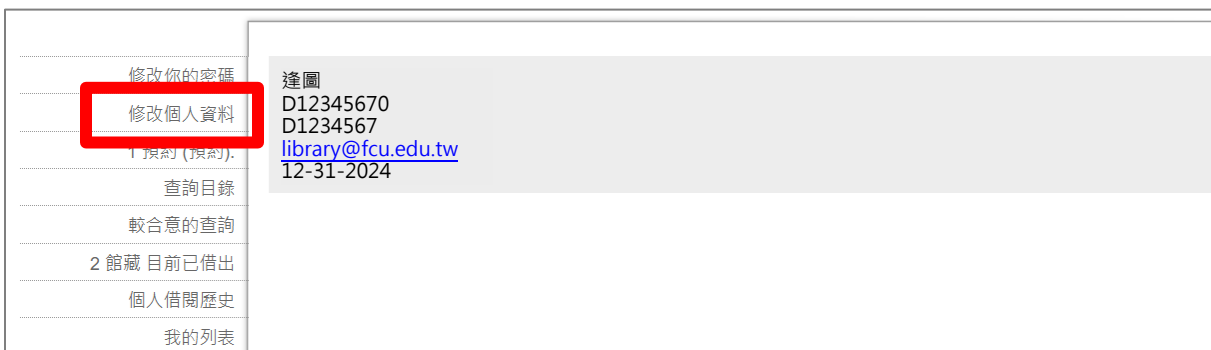 修改你的密碼
修改個人資料
1 預約 (預約).
查詢目錄
較合意的查詢
2 館藏 目前已借出
個人借閱歷史
我的列表
逢圖
D12345670
D1234567
library@fcu.edu.tw
12-31-2024